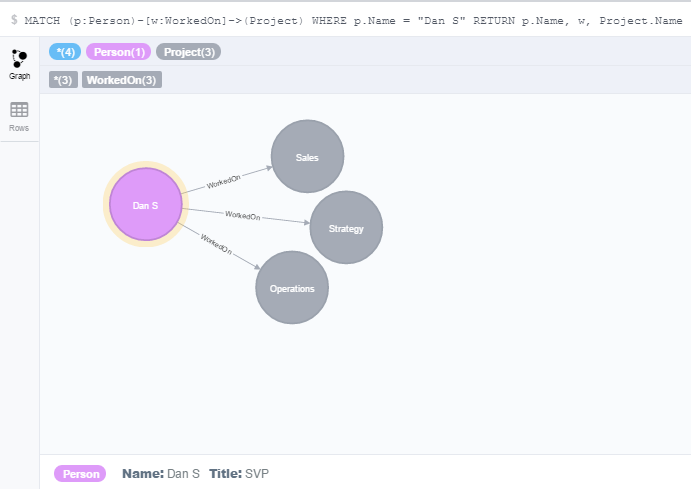 $ MATCH (p:Person)-[w:WorkedOn]->(Project) WHERE p.Name = "Dan S" RETURN p.Name, w, Project.Name
*(4) Person(1) Project(3)
Graph
*(3) WorkedOn(3)
Rows
Sales
WorkedOn
Dan S
WorkedOn
Strategy
WorkedOn
Operations
Person Name: Dan S Title: SVP